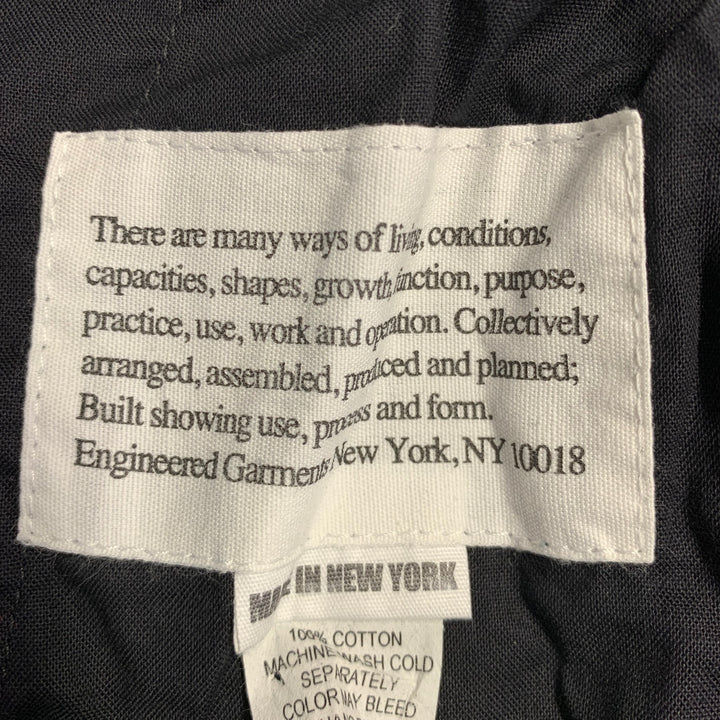 There are many ways of living, conditions,
capacities, shapes, growth, function, purpose,
practice, use, work and operation. Collectively
arranged, assembled, produced and planned;
Built showing use, process and form.
Engineered Garments New York, NY 10018
MADE IN NEW YORK
100% COTTON
MACHINE WASH COLD
SEPARATELY
COLOR MAY BLEED